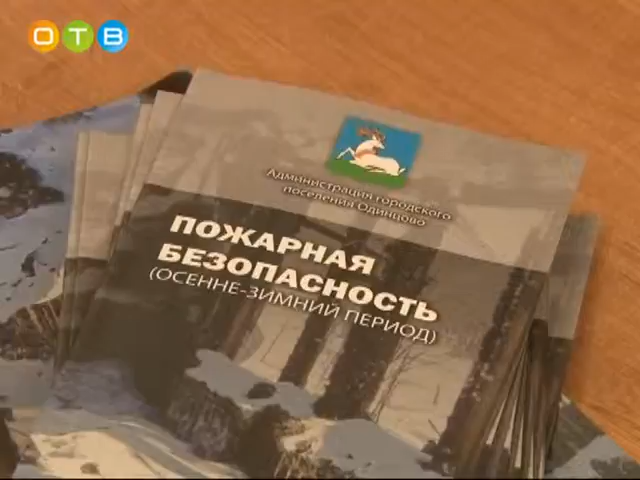 ОТВ
Администрация городского
поселения Одинцово
ПОЖАРНАЯ
БЕЗОПАСНОСТЬ
(ОСЕННЕ-ЗИМНИЙ ПЕРИОД)